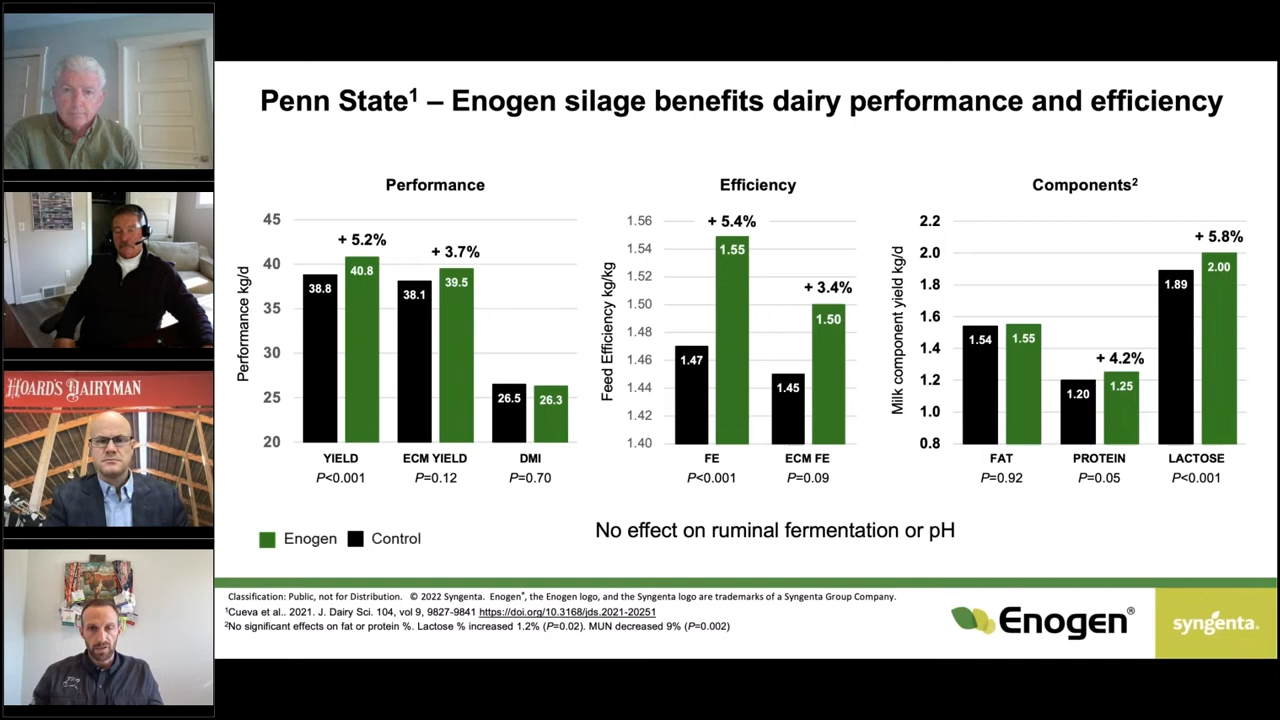 HOARD'S DAIRYMAN
Penn State¹ – Enogen silage benefits dairy performance and efficiency
Performance
Performance kg/d
45
40
35
30
25
20
+ 5.2%
+ 3.7%
38.8
40.8
38.1
39.5
26.5
26.3
YIELD
ECM YIELD
DMI
P<0.001
P=0.12
P=0.70
Efficiency
Feed Efficiency kg/kg
1.56
1.54
1.52
1.50
1.48
1.46
1.44
1.42
1.40
+ 5.4%
+ 3.4%
1.47
1.55
1.45
1.50
FE
ECM FE
P<0.001
P=0.09
Components²
Milk component yield kg/d
2.2
2.0
1.8
1.6
1.4
1.2
1.0
0.8
+ 5.8%
+ 4.2%
1.54
1.55
1.20
1.25
1.89
2.00
FAT
PROTEIN
LACTOSE
P=0.92
P=0.05
P<0.001
Enogen
Control
No effect on ruminal fermentation or pH
Classification: Public, not for Distribution. © 2022 Syngenta. Enogen®, the Enogen logo, and the Syngenta logo are trademarks of a Syngenta Group Company.
¹Cueva et al.. 2021. J. Dairy Sci. 104, vol 9, 9827-9841 https://doi.org/10.3168/jds.2021-20251
²No significant effects on fat or protein %. Lactose % increased 1.2% (P=0.02). MUN decreased 9% (P=0.002)
Enogen®
syngenta.